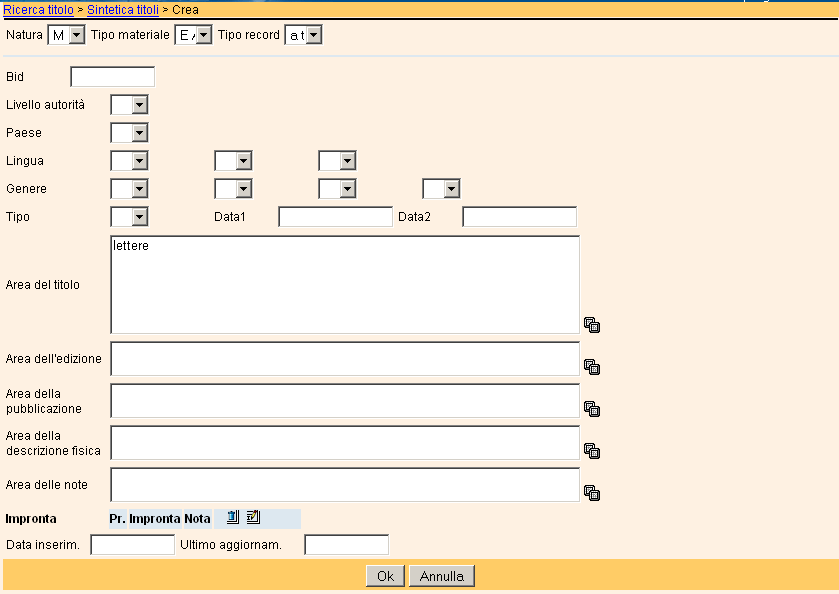 Ricerca titolo > Sintetica titoli > Crea
Natura M Tipo materiale E Tipo record at
Bid
Livello autorità
Paese
Lingua
Genere
Tipo Data1 Data2
lettere
Area del titolo
Area dell'edizione
Area della
pubblicazione
Area della
descrizione fisica
Area delle note
Impronta Pr. Impronta Nota
Data inserim. Ultimo aggiornam.
Ok Annulla